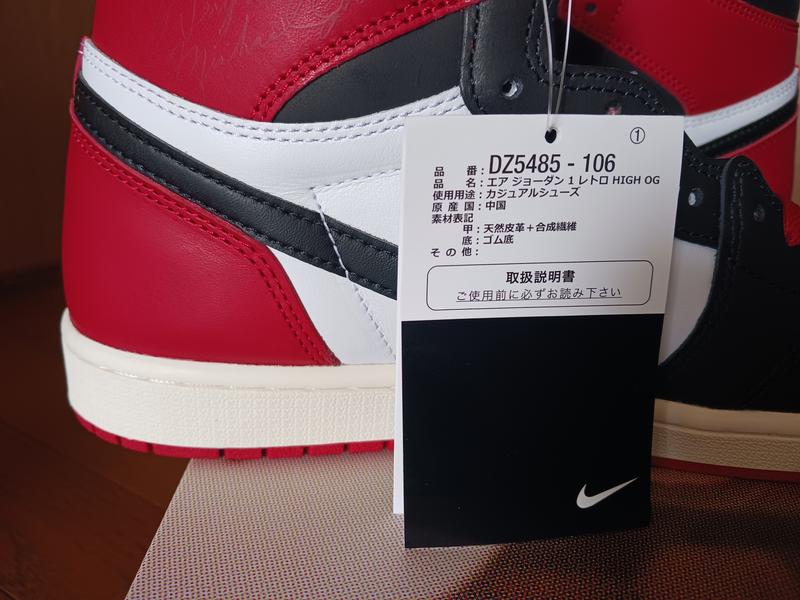 Michael
①
品 番：DZ5485 - 106
品 名：エア ジョーダン 1 レトロ HIGH OG
使用用途：カジュアルシューズ
原 産 国：中国
素材表記
甲：天然皮革＋合成繊維
底：ゴム底
そ の 他：
取扱説明書
ご使用前に必ずお読み下さい